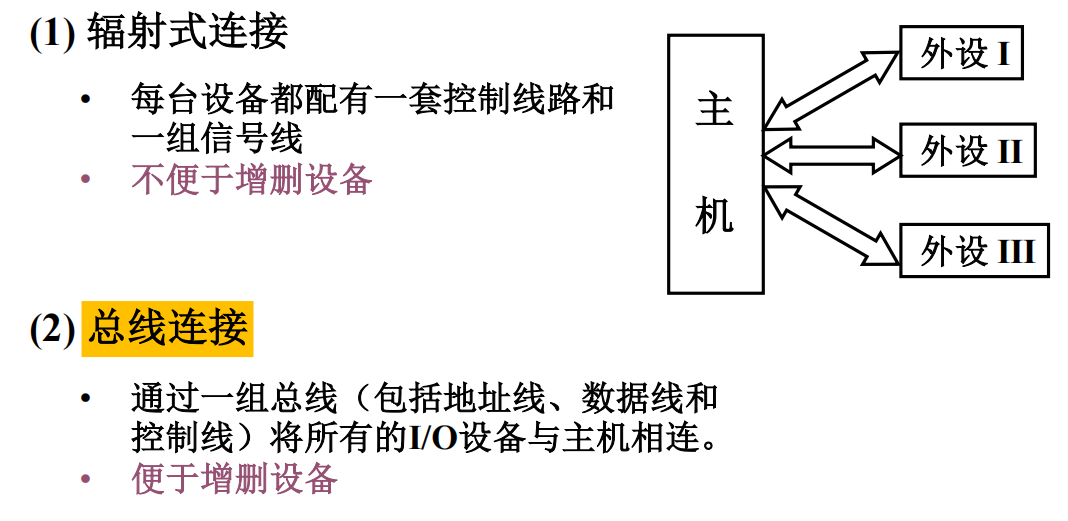 (1) 辐射式连接
• 每台设备都配有一套控制线路和
一组信号线
• 不便于增删设备
主
机
外设 I
外设 II
外设 III
(2) 总线连接
• 通过一组总线（包括地址线、数据线和
控制线）将所有的I/O设备与主机相连。
• 便于增删设备